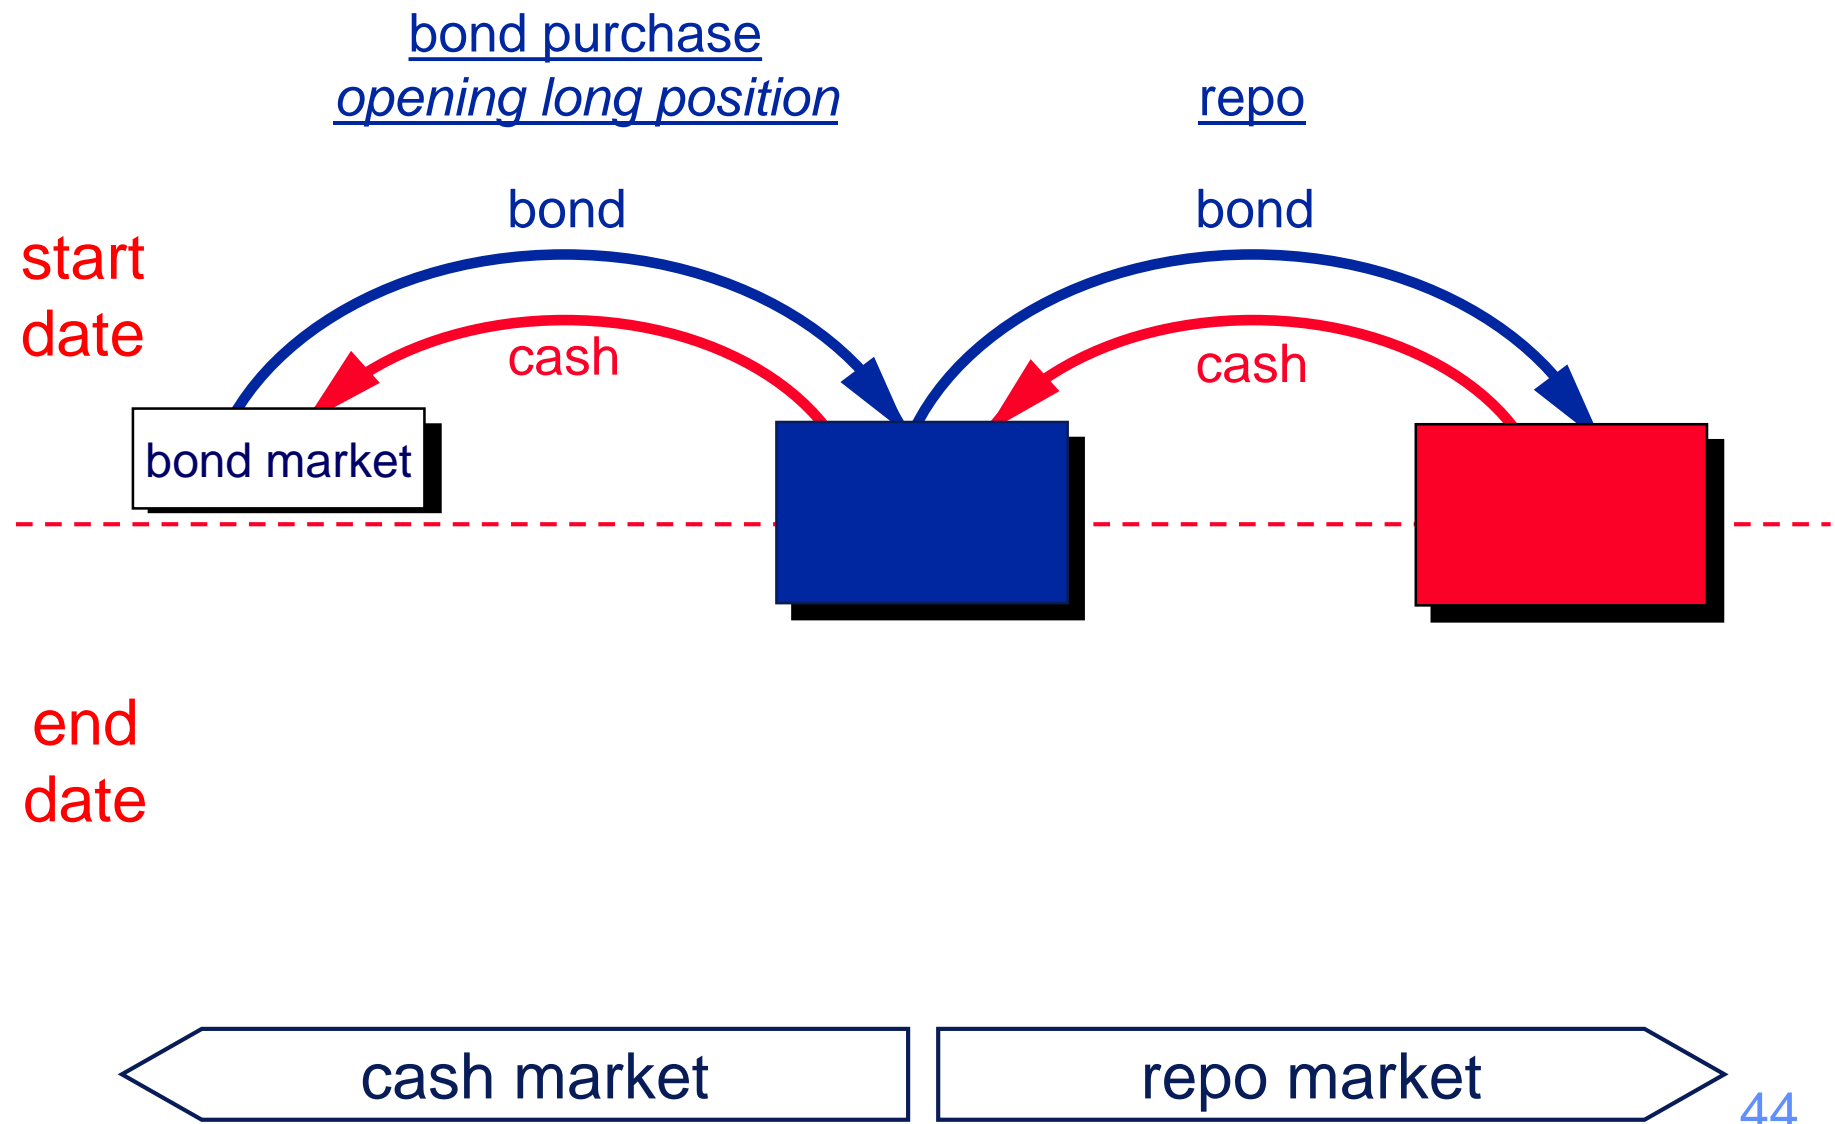 bond purchase
opening long position
repo
bond
bond
start
date
cash
cash
bond market
end
date
cash market
repo market
44